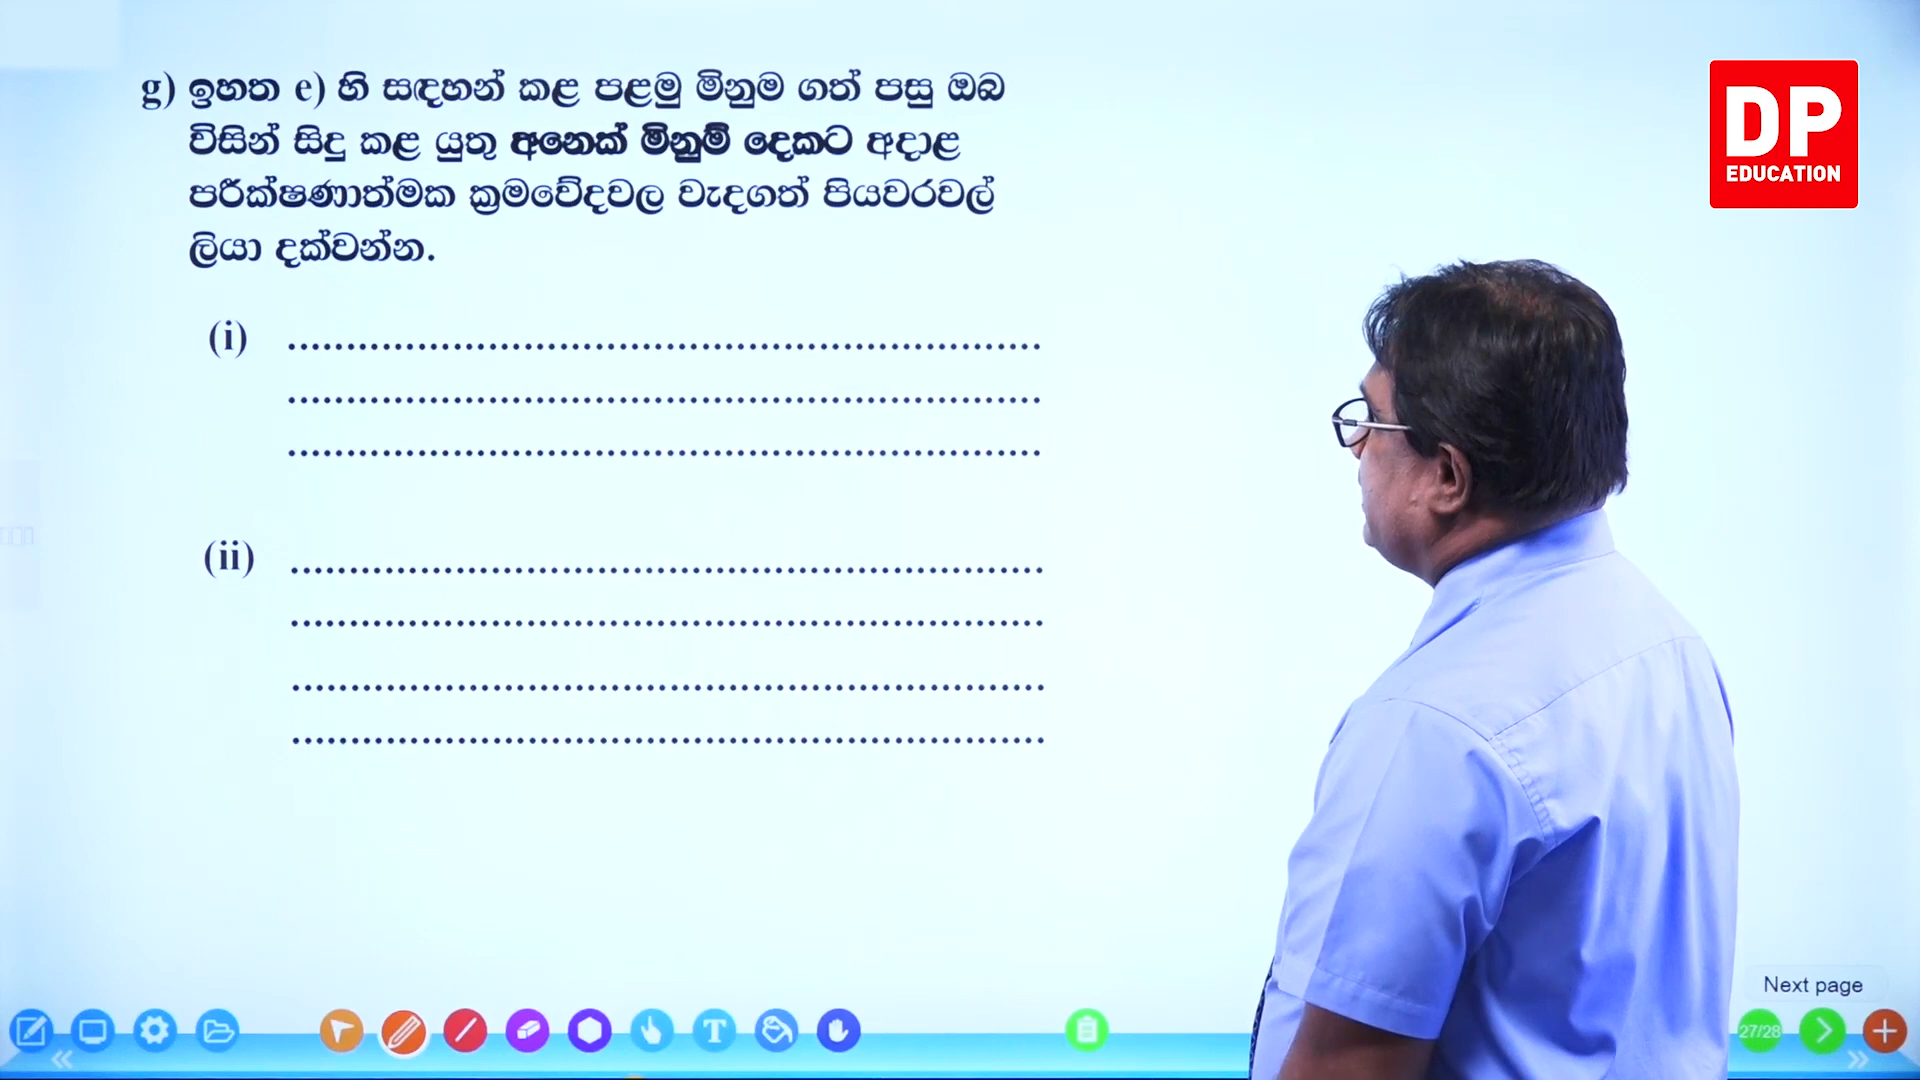 g) ඉහත e) හි සඳහන් කළ පළමු මිනුම ගත් පසු ඔබ
විසින් සිදු කළ යුතු අනෙක් මිනුම් දෙකට අදාළ
පරීක්ෂණාත්මක ක්‍රමවේදවල වැදගත් පියවරවල්
ලියා දක්වන්න.
(i) ................................................................
................................................................
................................................................
(ii) ................................................................
................................................................
................................................................
................................................................
DP
EDUCATION
Next page
27/28
T